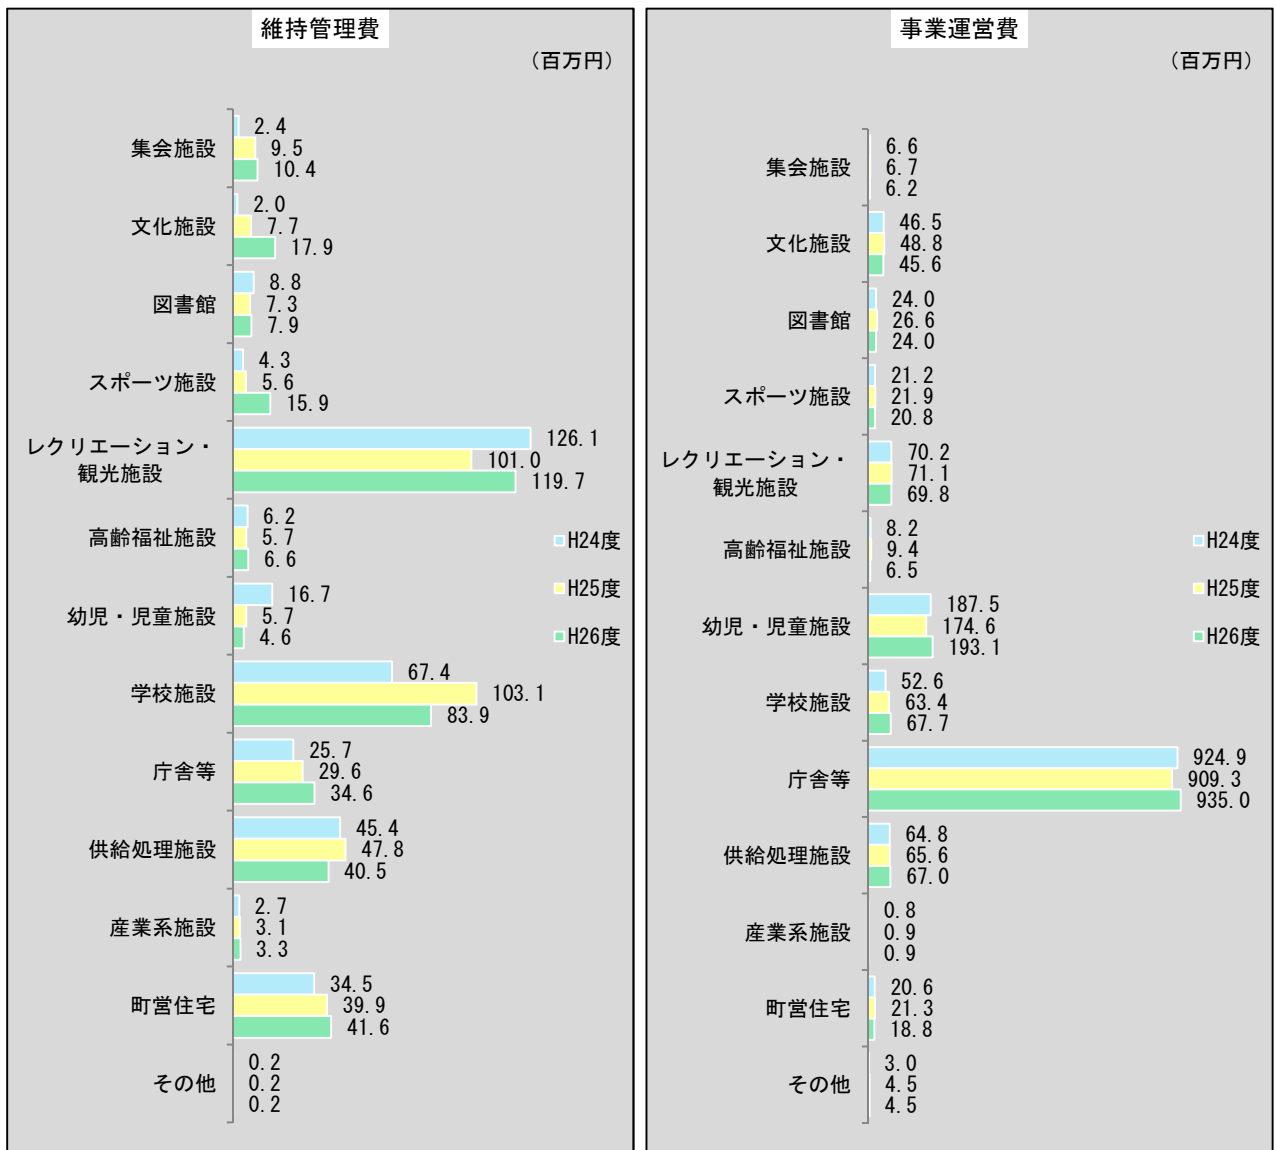 維持管理費
（百万円）
集会施設
2.4
9.5
10.4
文化施設
2.0
7.7
17.9
図書館
8.8
7.3
7.9
スポーツ施設
4.3
5.6
15.9
レクリエーション・
観光施設
126.1
101.0
119.7
高齢福祉施設
6.2
5.7
6.6
幼児・児童施設
16.7
5.7
4.6
学校施設
67.4
103.1
83.9
庁舎等
25.7
29.6
34.6
供給処理施設
45.4
47.8
40.5
産業系施設
2.7
3.1
3.3
町営住宅
34.5
39.9
41.6
その他
0.2
0.2
0.2
H24度
H25度
H26度
事業運営費
（百万円）
集会施設
6.6
6.7
6.2
文化施設
46.5
48.8
45.6
図書館
24.0
26.6
24.0
スポーツ施設
21.2
21.9
20.8
レクリエーション・
観光施設
70.2
71.1
69.8
高齢福祉施設
8.2
9.4
6.5
幼児・児童施設
187.5
174.6
193.1
学校施設
52.6
63.4
67.7
庁舎等
924.9
909.3
935.0
供給処理施設
64.8
65.6
67.0
産業系施設
0.8
0.9
0.9
町営住宅
20.6
21.3
18.8
その他
3.0
4.5
4.5
H24度
H25度
H26度